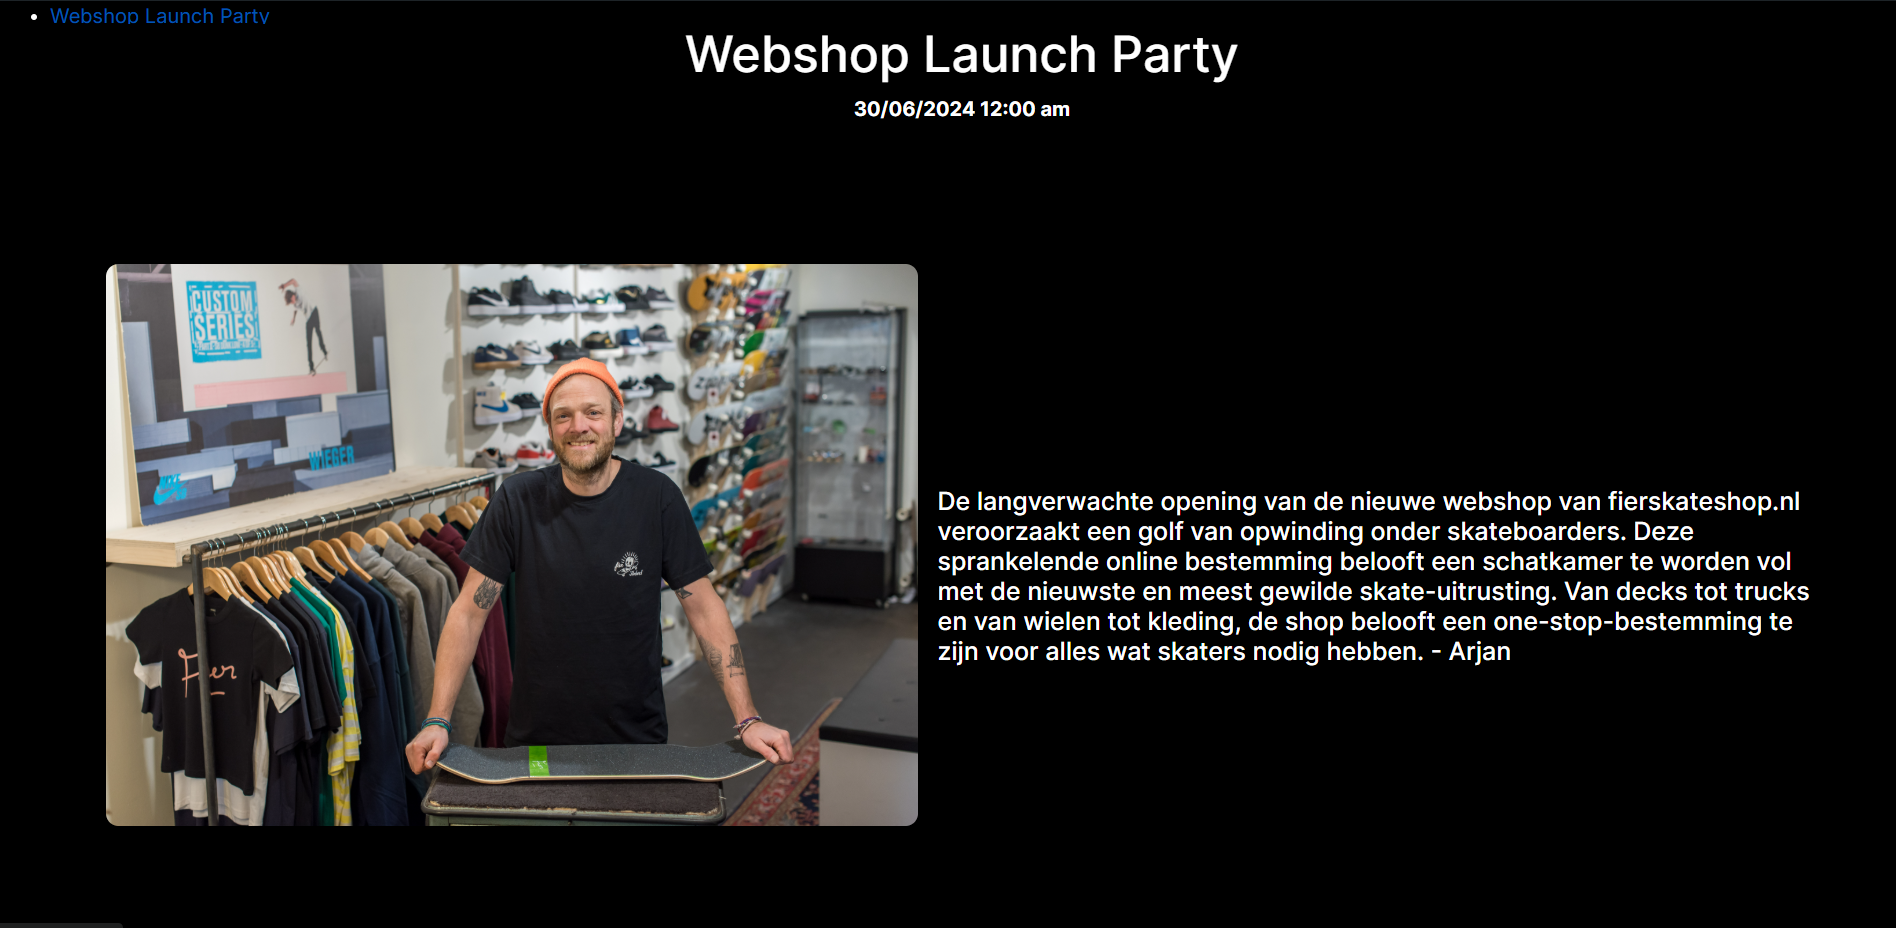 Webshop Launch Party
Webshop Launch Party
30/06/2024 12:00 am
CUSTOM
SERIES
WIEGER
NIKE
SB
Fier
De langverwachte opening van de nieuwe webshop van fierskateshop.nl
veroorzaakt een golf van opwinding onder skateboarders. Deze
sprankelende online bestemming belooft een schatkamer te worden vol
met de nieuwste en meest gewilde skate-uitrusting. Van decks tot trucks
en van wielen tot kleding, de shop belooft een one-stop-bestemming te
zijn voor alles wat skaters nodig hebben. - Arjan